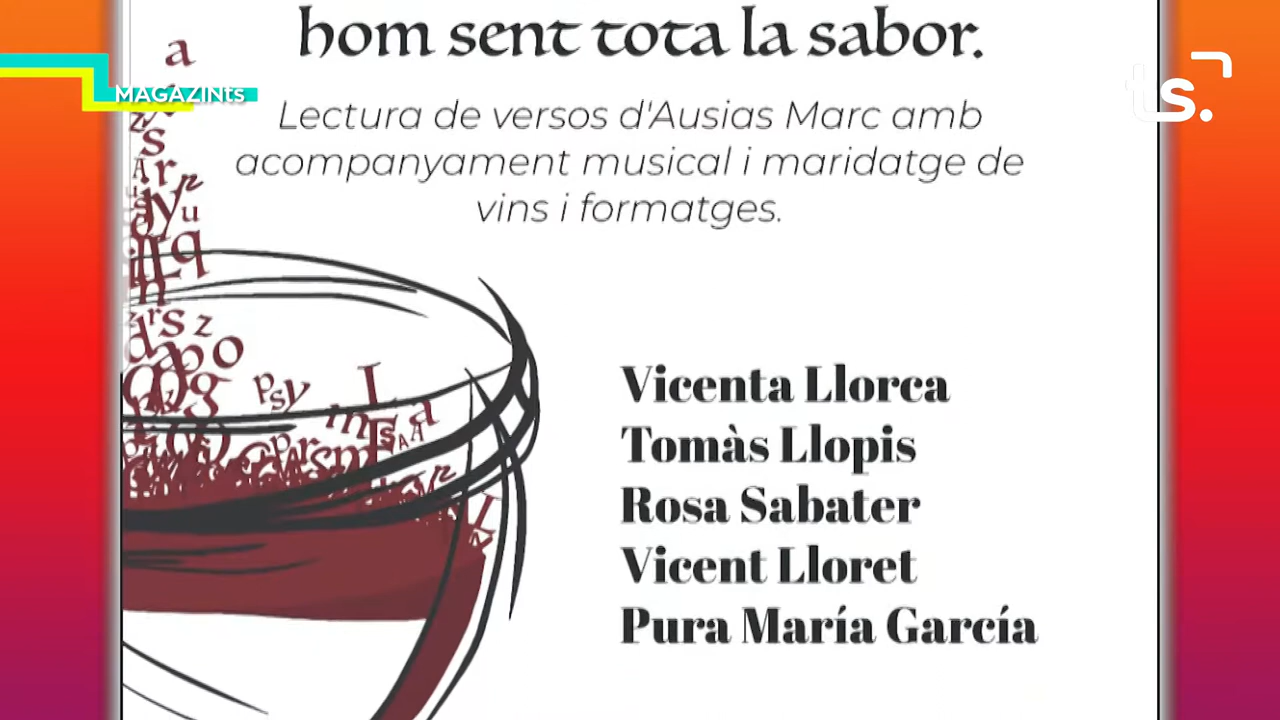 hom sent tota la sabor.
MAGAZINts
ts.
Lectura de versos d'Ausias Marc amb
acompanyament musical i maridatge de
vins i formatges.
Vicenta Llorca
Tomàs Llopis
Rosa Sabater
Vicent Lloret
Pura María García